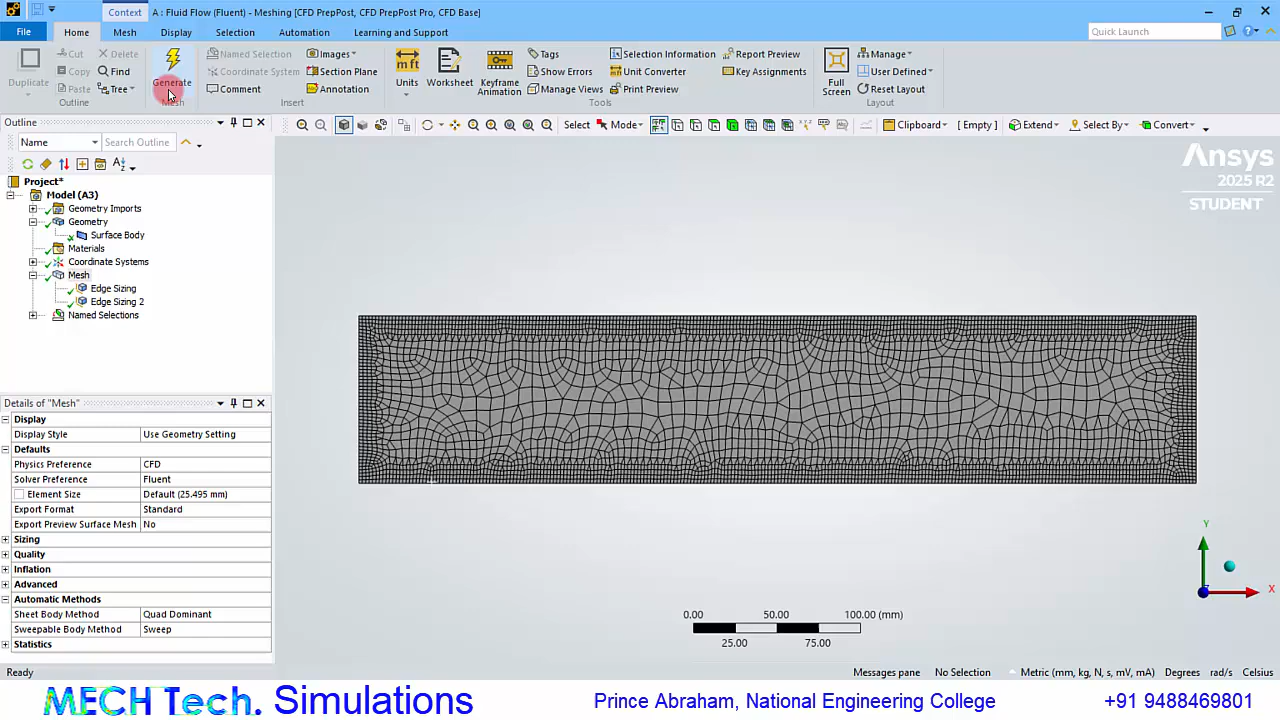 Context A : Fluid Flow (Fluent) - Meshing [CFD PrepPost, CFD PrepPost Pro, CFD Base]
File Home Mesh Display Selection Automation Learning and Support Quick Launch
Duplicate Cut Delete Generate Named Selection Images Units Worksheet Keyframe Animation Tags Selection Information Report Preview Full Screen Manage
Copy Find Coordinate System Section Plane Show Errors Unit Converter Key Assignments User Defined
Paste Tree Mesh Comment Annotation Manage Views Print Preview Reset Layout
Outline Insert Tools Layout
Outline Select Mode Clipboard [ Empty ] Extend Select By Convert
Name Search Outline
Project*
Model (A3)
Geometry Imports
Geometry
Surface Body
Materials
Coordinate Systems
Mesh
Edge Sizing
Edge Sizing 2
Named Selections
Ansys
2025 R2
STUDENT
Details of "Mesh"
Display
Display Style Use Geometry Setting
Defaults
Physics Preference CFD
Solver Preference Fluent
Element Size Default (25.495 mm)
Export Format Standard
Export Preview Surface Mesh No
Sizing
Quality
Inflation
Advanced
Automatic Methods
Sheet Body Method Quad Dominant
Sweepable Body Method Sweep
Statistics
Y
X
0.00 50.00 100.00 (mm)
25.00 75.00
Ready Messages pane No Selection Metric (mm, kg, N, s, mV, mA) Degrees rad/s Celsius
MECH Tech. Simulations Prince Abraham, National Engineering College +91 9488469801